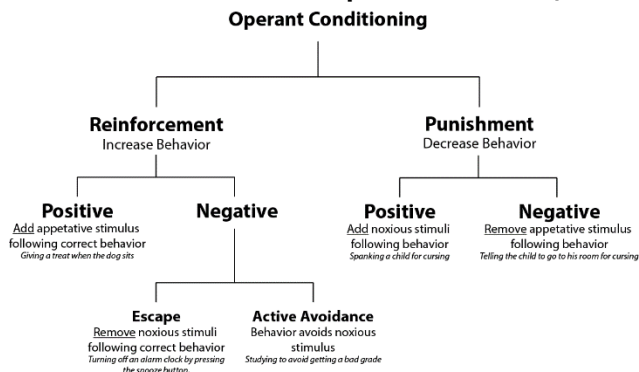 Operant Conditioning
Reinforcement
Increase Behavior
Punishment
Decrease Behavior
Positive
Add appetative stimulus
following correct behavior
Giving a treat when the dog sits
Negative
Positive
Add noxious stimuli
following behavior
Spanking a child for cursing
Negative
Remove appetative stimulus
following behavior
Telling the child to go to his room for cursing
Escape
Remove noxious stimuli
following correct behavior
Turning off an alarm clock by pressing
the snooze button
Active Avoidance
Behavior avoids noxious
stimulus
Studying to avoid getting a bad grade